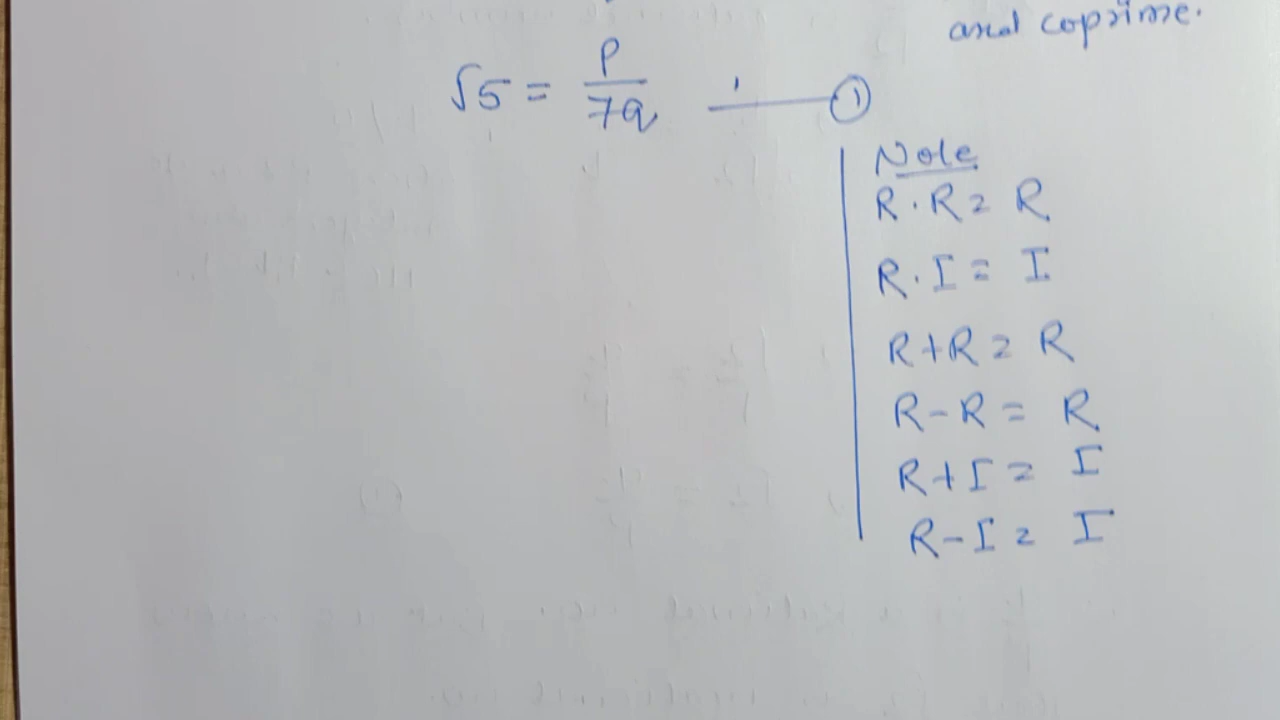 and coprime.
√5 = p/7q ——— ①
Note
R · R = R
R · I = I
R + R = R
R - R = R
R + I = I
R - I = I